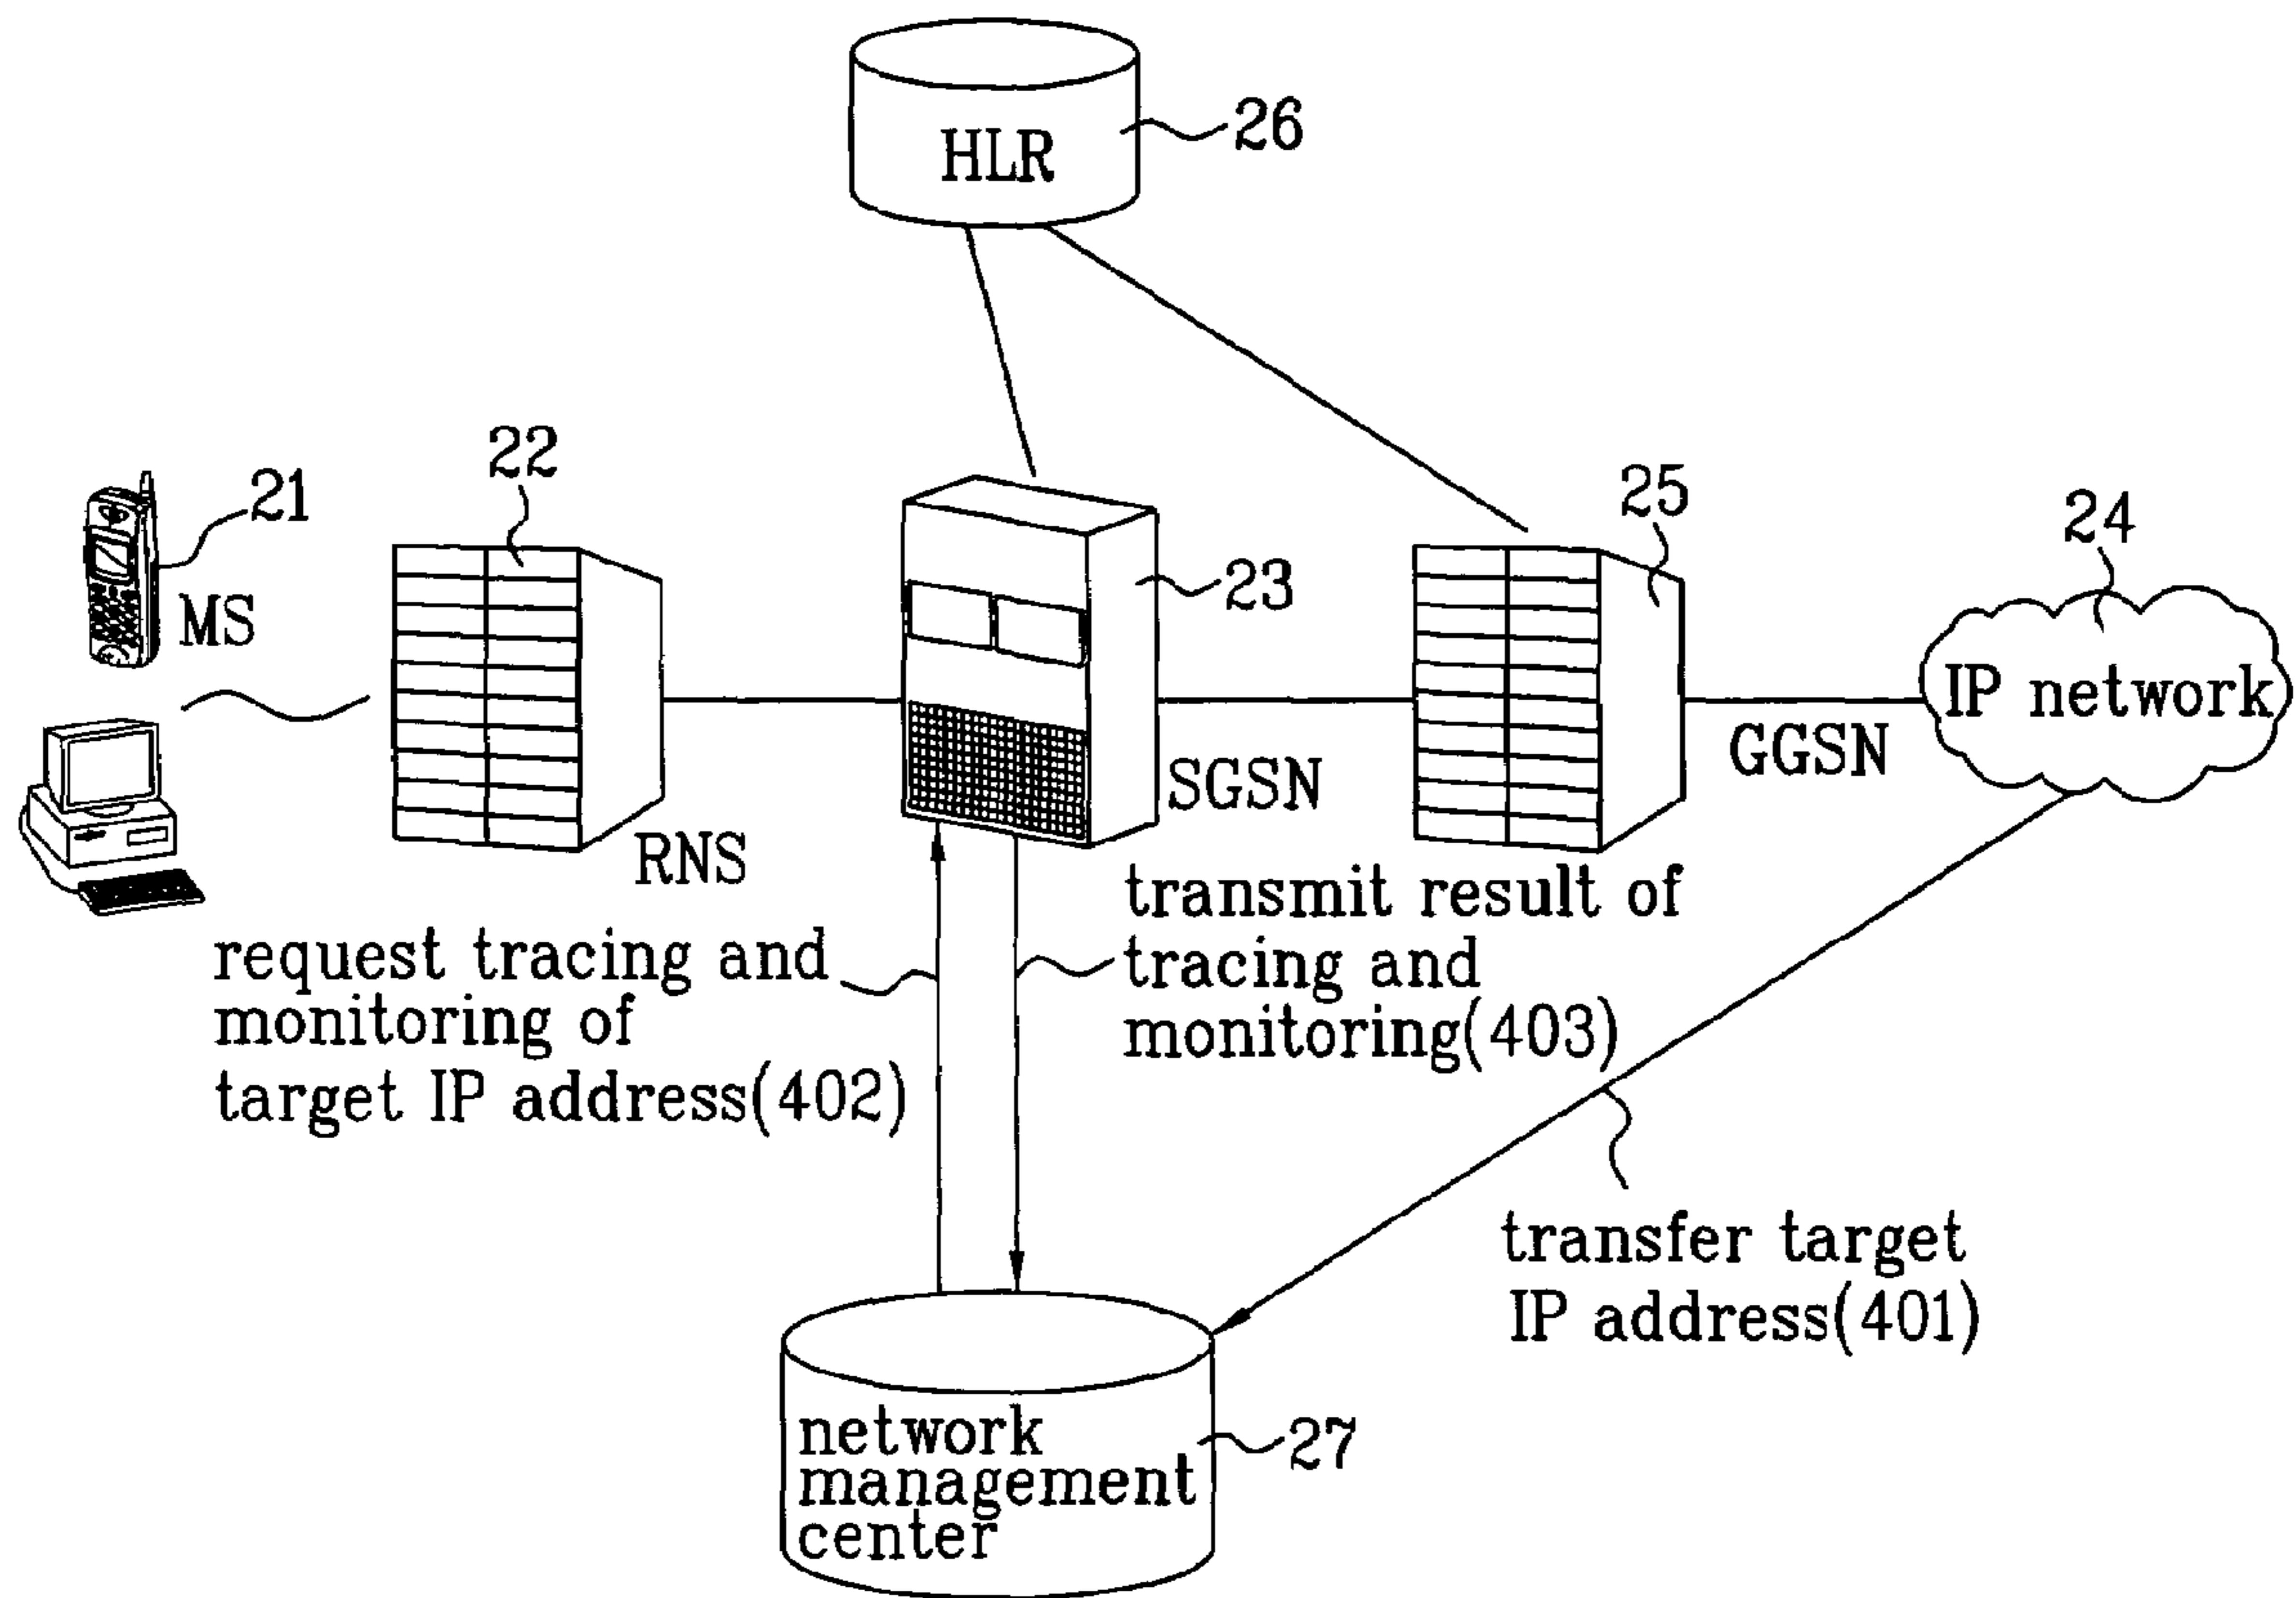 HLR
26
22
21
MS
23
25
24
IP network
GGSN
SGSN
RNS
request tracing and
monitoring of
target IP address(402)
transmit result of
tracing and
monitoring(403)
transfer target
IP address(401)
network
management
center
27